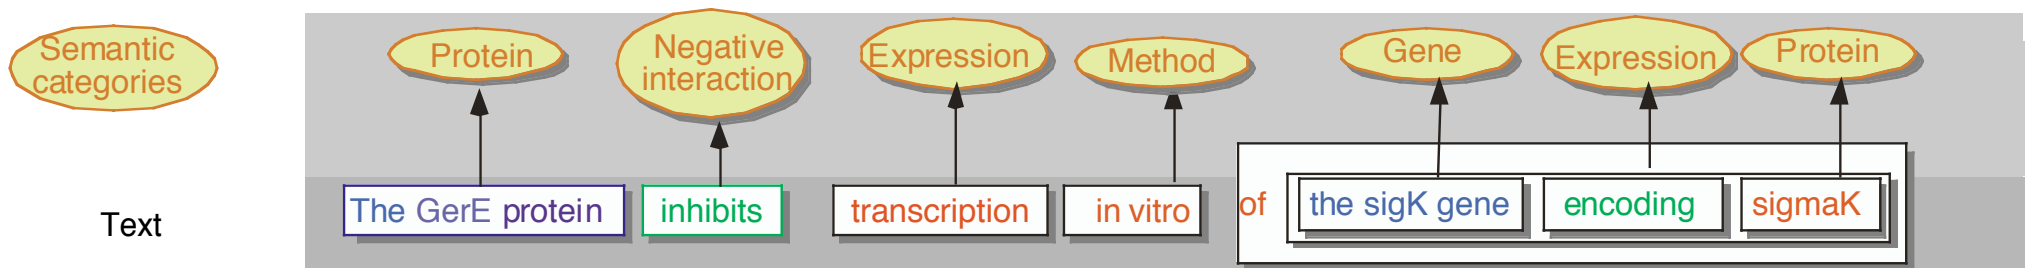 Semantic
categories
Protein
Negative
interaction
Expression
Method
Gene
Expression
Protein
Text
The GerE protein
inhibits
transcription
in vitro
of
the sigK gene
encoding
sigmaK